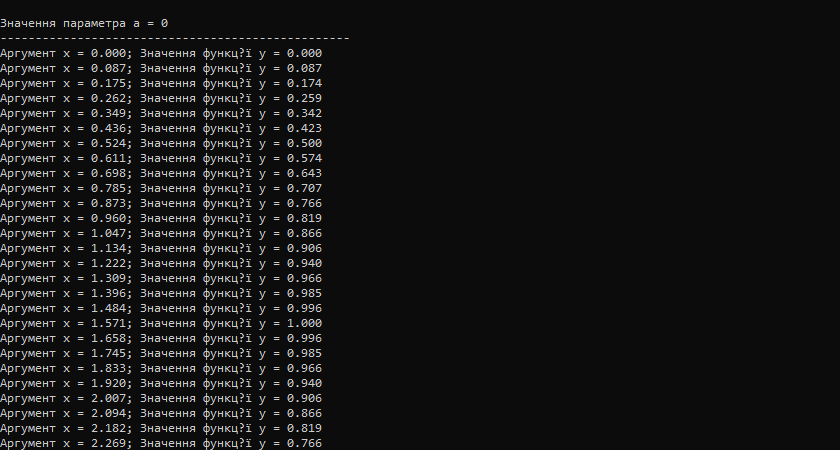 Значення параметра a = 0
--------------------------------------------------
Аргумент x = 0.000; Значення функц?ї y = 0.000
Аргумент x = 0.087; Значення функц?ї y = 0.087
Аргумент x = 0.175; Значення функц?ї y = 0.174
Аргумент x = 0.262; Значення функц?ї y = 0.259
Аргумент x = 0.349; Значення функц?ї y = 0.342
Аргумент x = 0.436; Значення функц?ї y = 0.423
Аргумент x = 0.524; Значення функц?ї y = 0.500
Аргумент x = 0.611; Значення функц?ї y = 0.574
Аргумент x = 0.698; Значення функц?ї y = 0.643
Аргумент x = 0.785; Значення функц?ї y = 0.707
Аргумент x = 0.873; Значення функц?ї y = 0.766
Аргумент x = 0.960; Значення функц?ї y = 0.819
Аргумент x = 1.047; Значення функц?ї y = 0.866
Аргумент x = 1.134; Значення функц?ї y = 0.906
Аргумент x = 1.222; Значення функц?ї y = 0.940
Аргумент x = 1.309; Значення функц?ї y = 0.966
Аргумент x = 1.396; Значення функц?ї y = 0.985
Аргумент x = 1.484; Значення функц?ї y = 0.996
Аргумент x = 1.571; Значення функц?ї y = 1.000
Аргумент x = 1.658; Значення функц?ї y = 0.996
Аргумент x = 1.745; Значення функц?ї y = 0.985
Аргумент x = 1.833; Значення функц?ї y = 0.966
Аргумент x = 1.920; Значення функц?ї y = 0.940
Аргумент x = 2.007; Значення функц?ї y = 0.906
Аргумент x = 2.094; Значення функц?ї y = 0.866
Аргумент x = 2.182; Значення функц?ї y = 0.819
Аргумент x = 2.269; Значення функц?ї y = 0.766